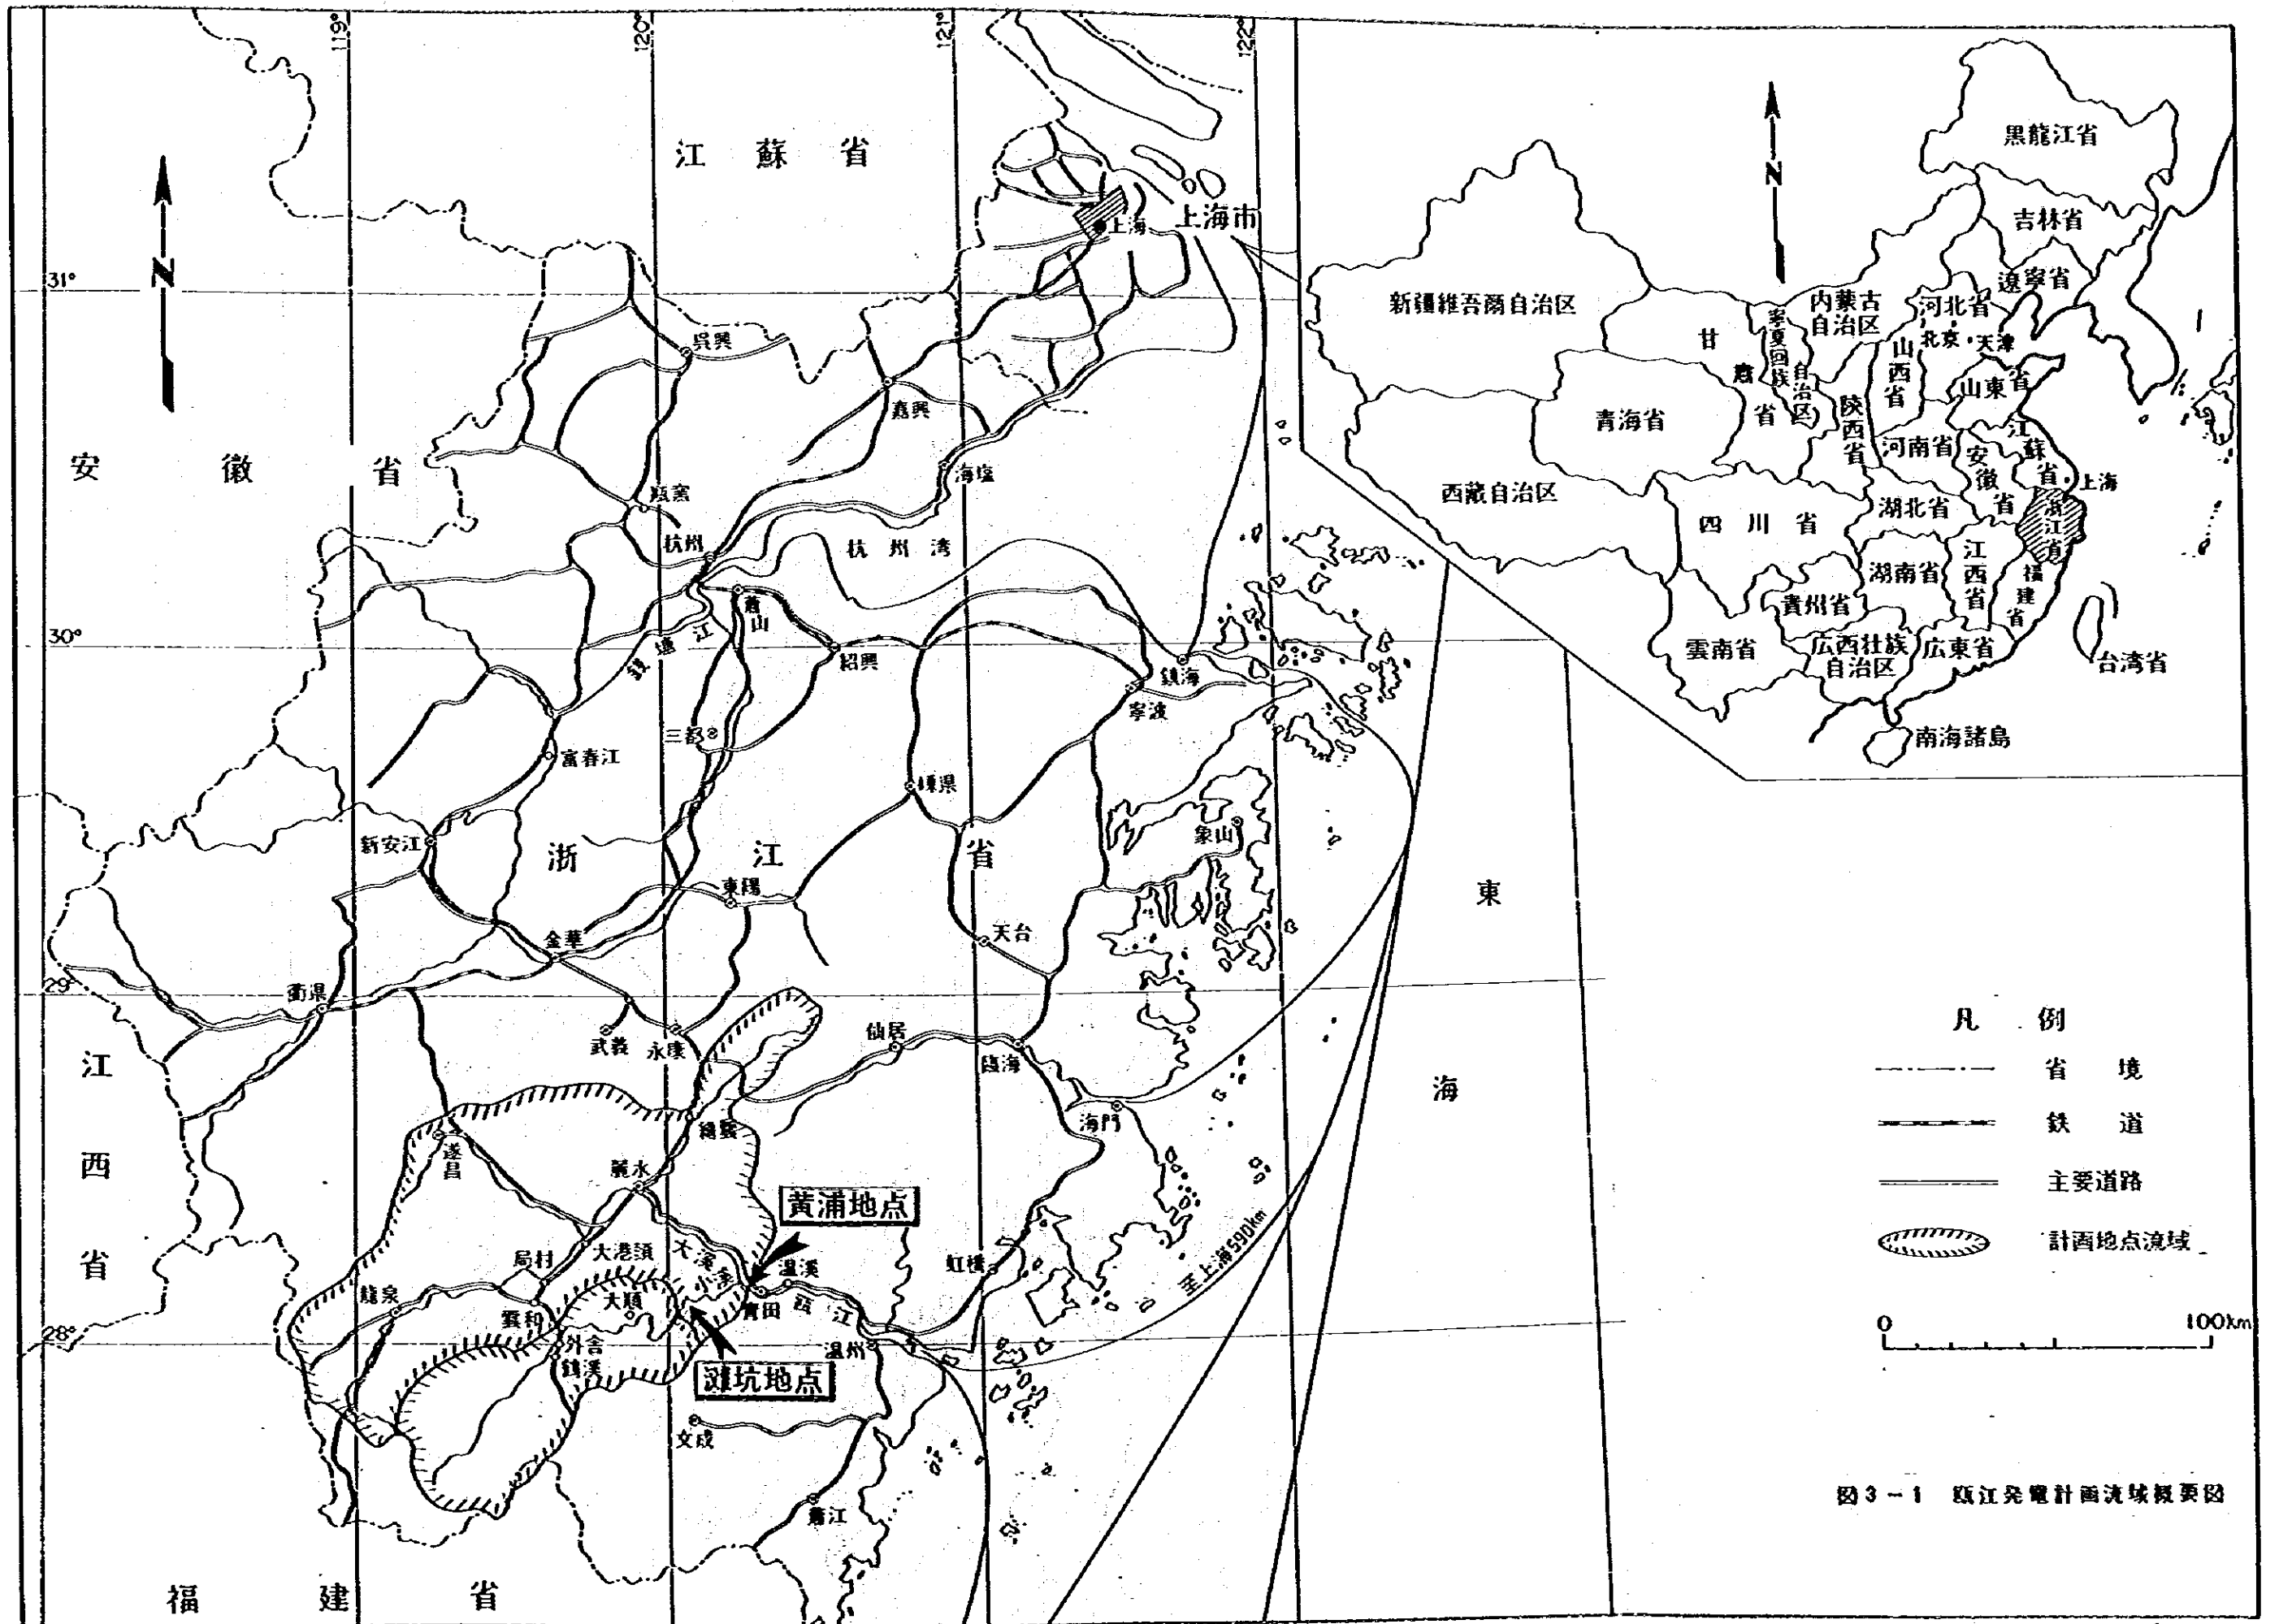 119°
120°
121°
122°
31°
30°
29°
28°
N
江蘇省
安徽省
江西省
福建省
浙江省
上海市
上海
呉興
嘉興
海塩
杭州
杭州湾
蕭山
銭塘江
紹興
鎮海
寧波
三都
富春江
嵊県
新安江
象山
東陽
金華
天台
衢県
武義
永康
仙居
臨海
海門
縉雲
遂昌
麗水
黄浦地点
局村
大港頭
大溪
小溪
温溪
虹橋
龍泉
大順
青田
甌江
雲和
外舎
温州
灘坑地点
文成
至上海590km
東海
N
黒龍江省
吉林省
遼寧省
新疆維吾爾自治区
内蒙古
自治区
河北省
北京
天津
甘粛省
寧夏回族自治区
山西省
山東省
青海省
陝西省
河南省
江蘇省
安徽省
上海
西蔵自治区
四川省
湖北省
浙江省
湖南省
江西省
福建省
貴州省
雲南省
広西壮族
自治区
広東省
台湾省
南海諸島
凡例
省境
鉄道
主要道路
計画地点流域
0 100km
図3-1 甌江発電計画流域概要図